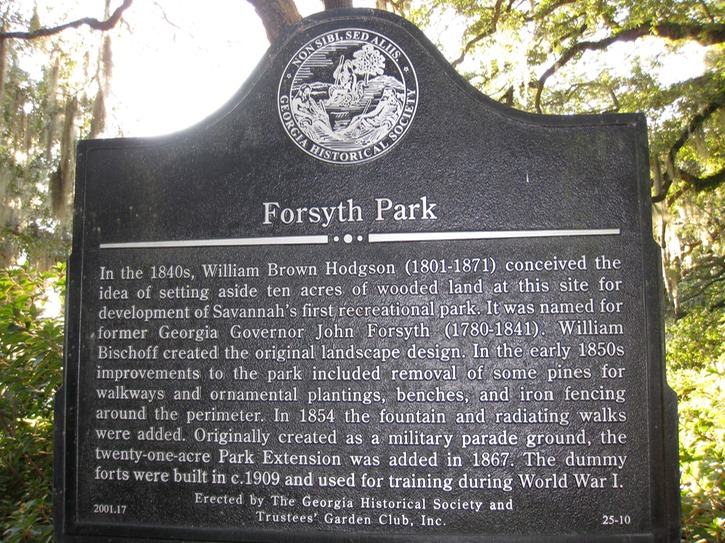 NON SIBI, SED ALIIS.
GEORGIA HISTORICAL SOCIETY
Forsyth Park
In the 1840s, William Brown Hodgson (1801-1871) conceived the
idea of setting aside ten acres of wooded land at this site for
development of Savannah's first recreational park. It was named for
former Georgia Governor John Forsyth (1780-1841). William
Bischoff created the original landscape design. In the early 1850s
improvements to the park included removal of some pines for
walkways and ornamental plantings, benches, and iron fencing
around the perimeter. In 1854 the fountain and radiating walks
were added. Originally created as a military parade ground, the
twenty-one-acre Park Extension was added in 1867. The dummy
forts were built in c.1909 and used for training during World War I.
Erected by The Georgia Historical Society and
Trustees' Garden Club, Inc.
2001.17
25-10